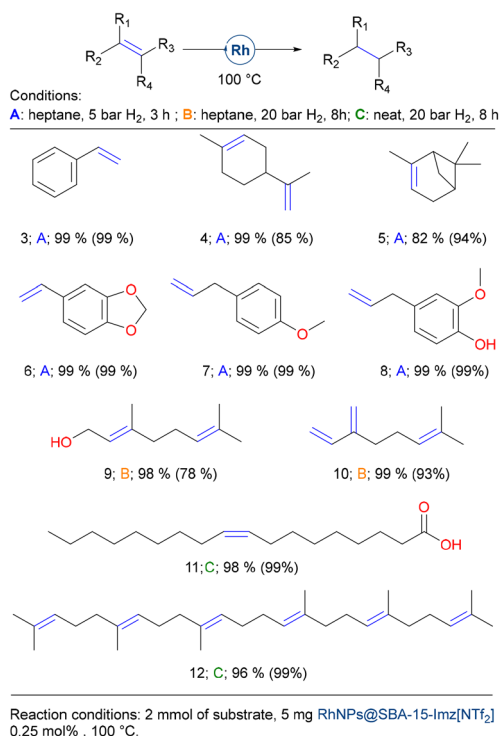 R1
R2
R3
R4
Rh
100 °C
R1
R2
R3
R4
Conditions:
A: heptane, 5 bar H2, 3 h ; B: heptane, 20 bar H2, 8h; C: neat, 20 bar H2, 8 h
3; A; 99 % (99 %)
4; A: 99 % (85 %)
5; A; 82 % (94%)
O
O
O
O
OH
6; A; 99 % (99 %)
7; A; 99 % (99 %)
8; A; 99 % (99%)
HO
9; B; 98 % (78 %)
10; B; 99 % (93%)
O
OH
11;C; 98 % (99%)
12; C; 96 % (99%)
Reaction conditions: 2 mmol of substrate, 5 mg RhNPs@SBA-15-Imz[NTf2]
0.25 mol% , 100 °C.